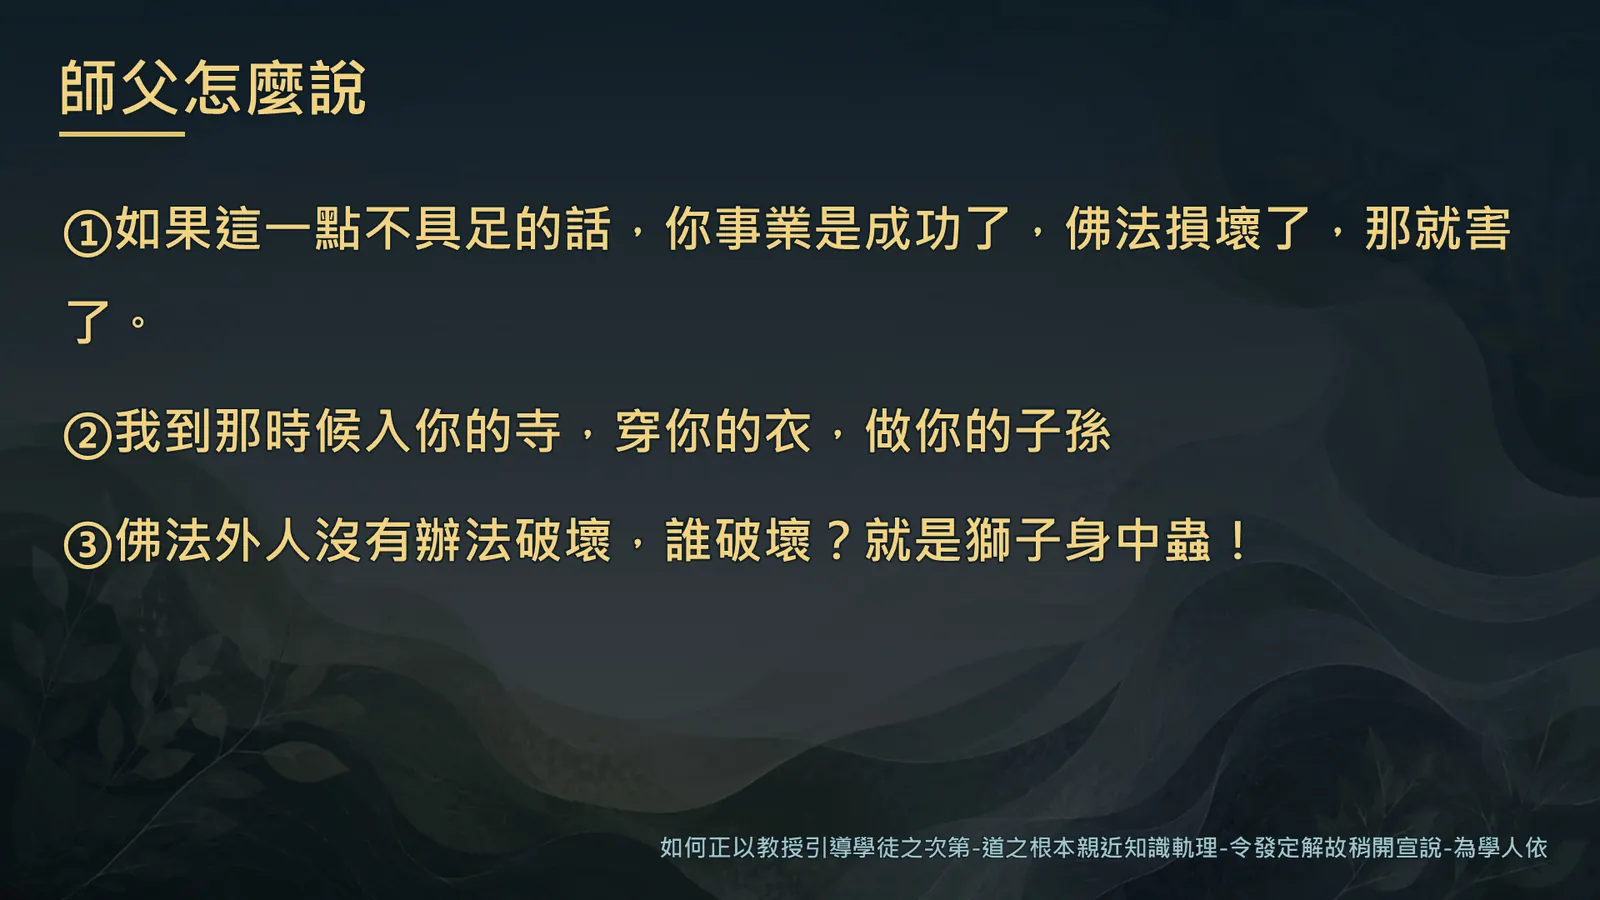 師父怎麼說
①如果這一點不具足的話，你事業是成功了，佛法損壞了，那就害
了。
②我到那時候入你的寺，穿你的衣，做你的子孫
③佛法外人沒有辦法破壞，誰破壞？就是獅子身中蟲！
如何正以教授引導學徒之次第-道之根本親近知識軌理-令發定解故稍開宣說-為學人依